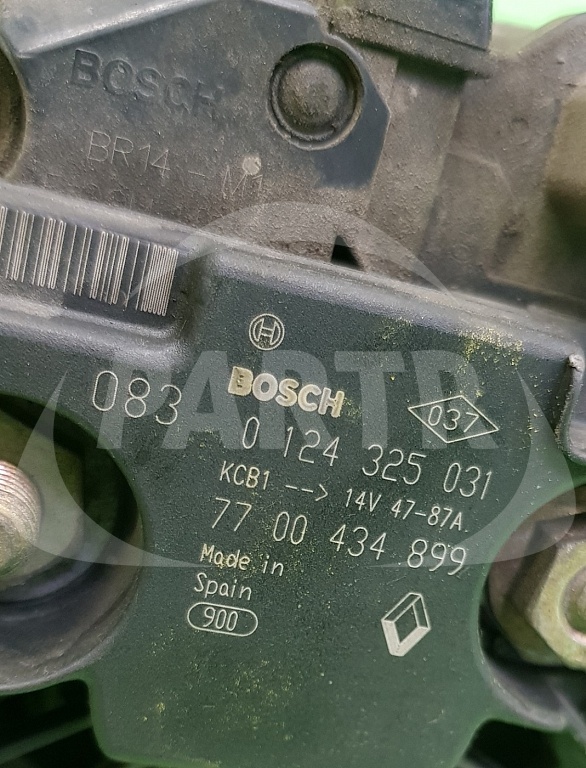 BOSCH
BR14-M1
BOSCH
083
037
0 124 325 031
KCB1 --> 14V 47-87A.
77 00 434 899
Made in
Spain
900
PARTR